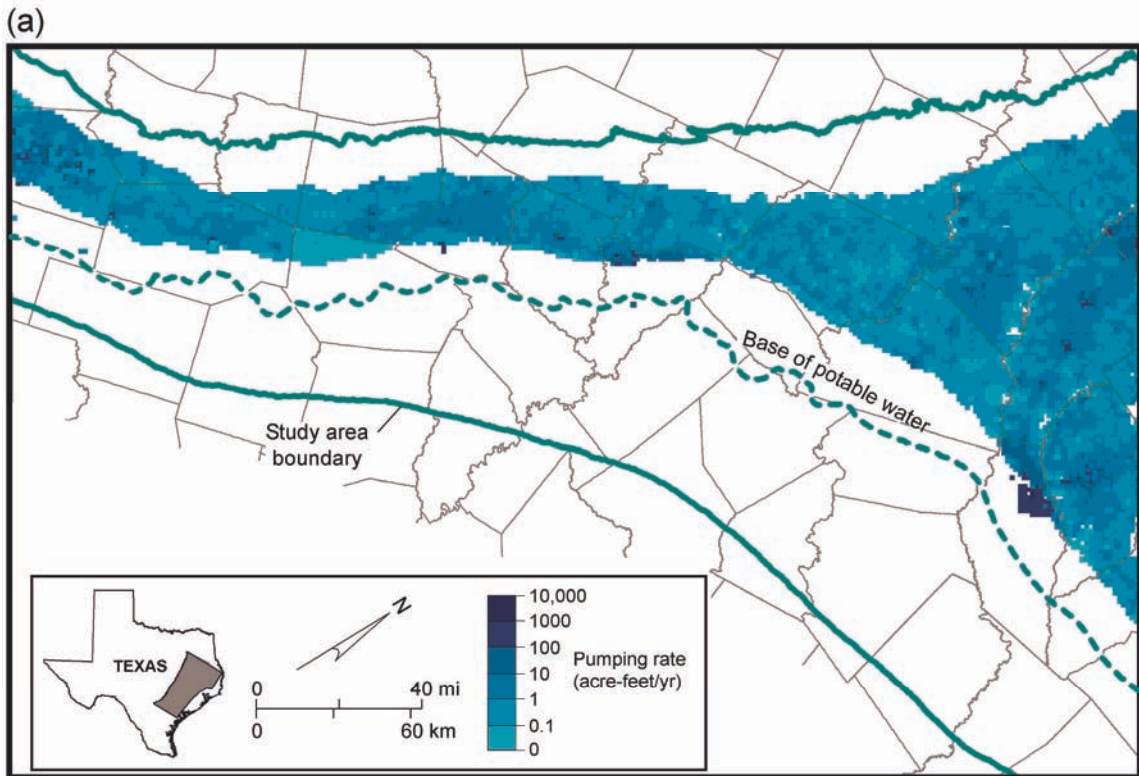 (a)
Base of potable water
Study area
boundary
TEXAS
N
0 40 mi
0 60 km
10,000
1000
100
10
1
0.1
0
Pumping rate
(acre-feet/yr)